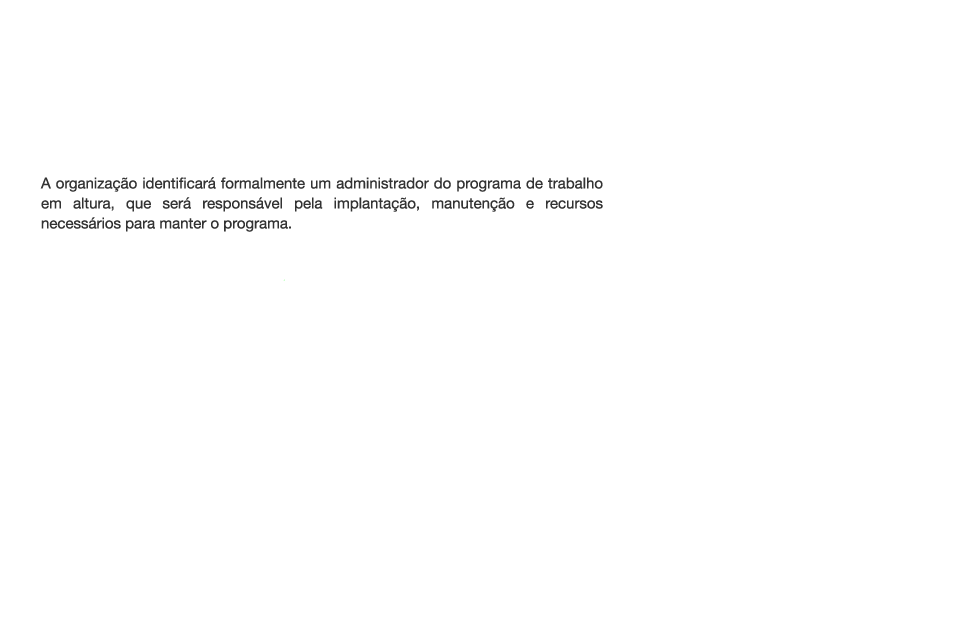 A organização identificará formalmente um administrador do programa de trabalho
em altura, que será responsável pela implantação, manutenção e recursos
necessários para manter o programa.